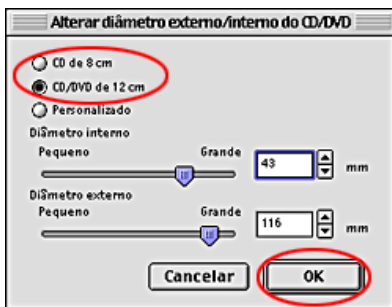 Alterar diâmetro externo/interno do CD/DVD
CD de 8 cm
CD/DVD de 12 cm
Personalizado
Diâmetro interno
Pequeno Grande 43 mm
Diâmetro externo
Pequeno Grande 116 mm
Cancelar OK